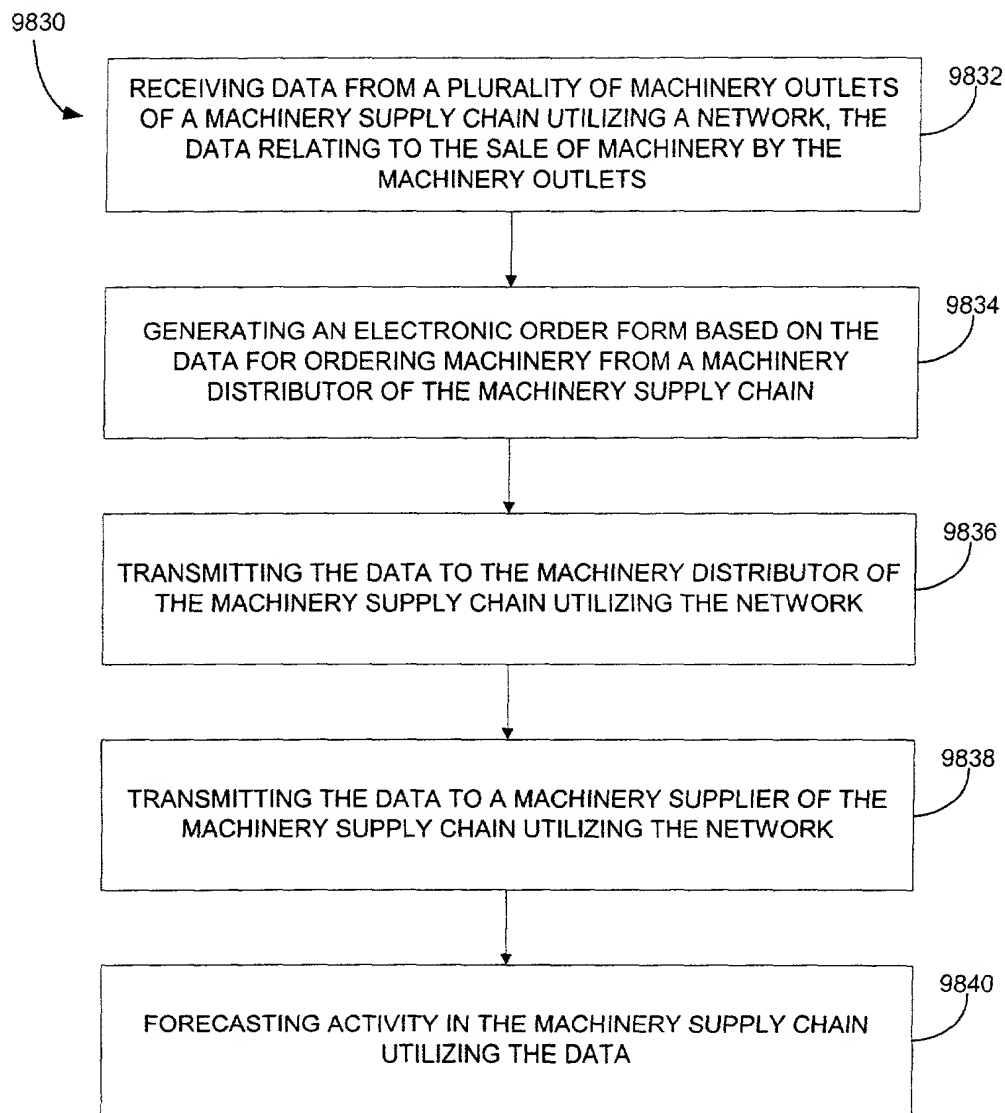 9830
RECEIVING DATA FROM A PLURALITY OF MACHINERY OUTLETS
OF A MACHINERY SUPPLY CHAIN UTILIZING A NETWORK, THE
DATA RELATING TO THE SALE OF MACHINERY BY THE
MACHINERY OUTLETS
9832
GENERATING AN ELECTRONIC ORDER FORM BASED ON THE
DATA FOR ORDERING MACHINERY FROM A MACHINERY
DISTRIBUTOR OF THE MACHINERY SUPPLY CHAIN
9834
TRANSMITTING THE DATA TO THE MACHINERY DISTRIBUTOR OF
THE MACHINERY SUPPLY CHAIN UTILIZING THE NETWORK
9836
TRANSMITTING THE DATA TO A MACHINERY SUPPLIER OF THE
MACHINERY SUPPLY CHAIN UTILIZING THE NETWORK
9838
FORECASTING ACTIVITY IN THE MACHINERY SUPPLY CHAIN
UTILIZING THE DATA
9840